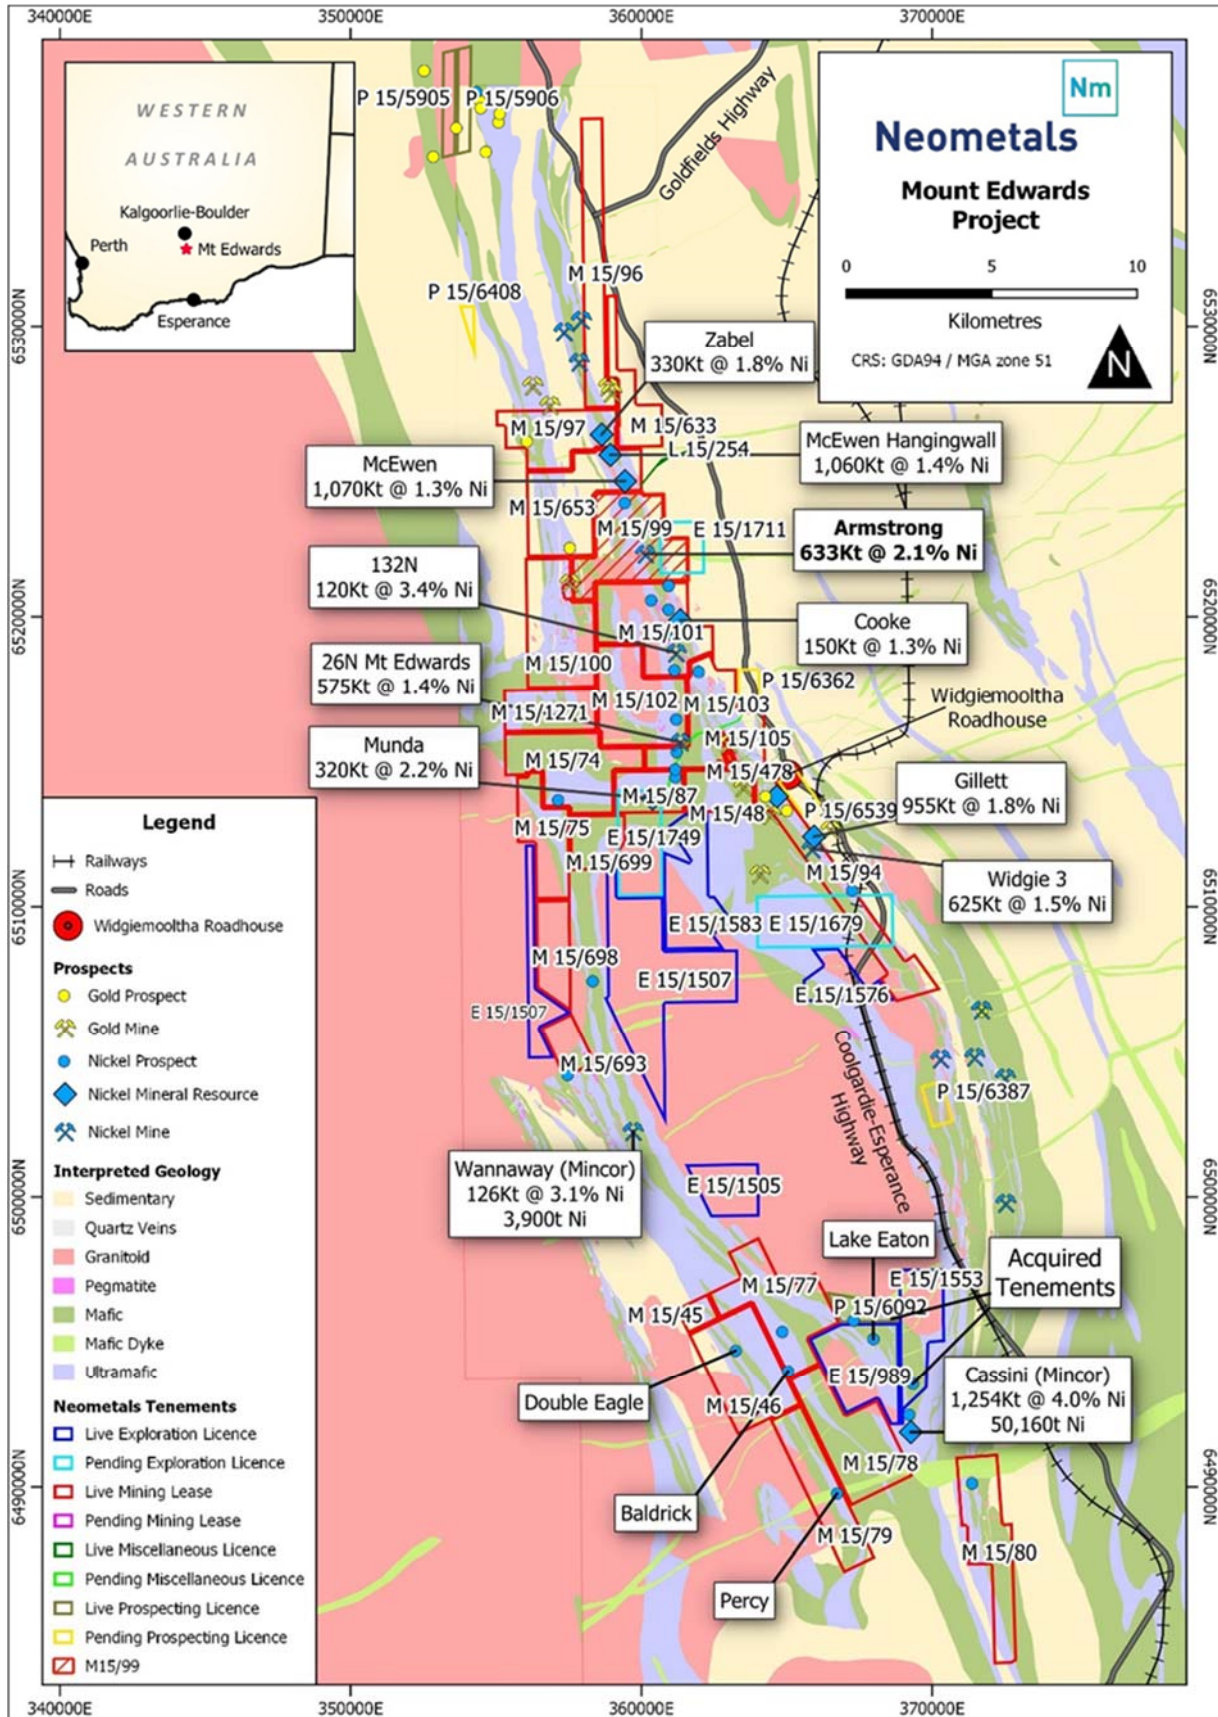 340000E
350000E
360000E
370000E
WESTERN
AUSTRALIA
Kalgoorlie-Boulder
Perth
Mt Edwards
Esperance
P 15/5905
P 15/5906
Goldfields Highway
Nm
Neometals
Mount Edwards
Project
0
5
10
Kilometres
CRS: GDA94 / MGA zone 51
N
6530000N
6530000N
M 15/96
P 15/6408
Zabel
330Kt @ 1.8% Ni
M 15/97
M 15/633
L 15/254
McEwen Hangingwall
1,060Kt @ 1.4% Ni
McEwen
1,070Kt @ 1.3% Ni
M 15/653
M 15/99
E 15/1711
Armstrong
633Kt @ 2.1% Ni
132N
120Kt @ 3.4% Ni
6520000N
6520000N
Cooke
150Kt @ 1.3% Ni
M 15/101
M 15/100
26N Mt Edwards
575Kt @ 1.4% Ni
P 15/6362
M 15/102
M 15/103
M 15/1271
Widgiemooltha
Roadhouse
M 15/105
Munda
320Kt @ 2.2% Ni
M 15/74
M 15/478
M 15/87
M 15/48
P 15/6539
Gillett
955Kt @ 1.8% Ni
M 15/75
E 15/1749
M 15/699
M 15/94
Widgie 3
625Kt @ 1.5% Ni
6510000N
6510000N
E 15/1583
E 15/1679
M 15/698
E 15/1507
E 15/1576
E 15/1507
M 15/693
Coolgardie-Esperance
Highway
P 15/6387
Wannaway (Mincor)
126Kt @ 3.1% Ni
3,900t Ni
E 15/1505
6500000N
6500000N
Lake Eaton
Acquired
Tenements
E 15/1553
M 15/77
P 15/6092
M 15/45
E 15/989
Cassini (Mincor)
1,254Kt @ 4.0% Ni
50,160t Ni
Double Eagle
M 15/46
M 15/78
6490000N
6490000N
Baldrick
M 15/79
M 15/80
Percy
Legend
Railways
Roads
Widgiemooltha Roadhouse
Prospects
Gold Prospect
Gold Mine
Nickel Prospect
Nickel Mineral Resource
Nickel Mine
Interpreted Geology
Sedimentary
Quartz Veins
Granitoid
Pegmatite
Mafic
Mafic Dyke
Ultramafic
Neometals Tenements
Live Exploration Licence
Pending Exploration Licence
Live Mining Lease
Pending Mining Lease
Live Miscellaneous Licence
Pending Miscellaneous Licence
Live Prospecting Licence
Pending Prospecting Licence
M15/99
340000E
350000E
360000E
370000E